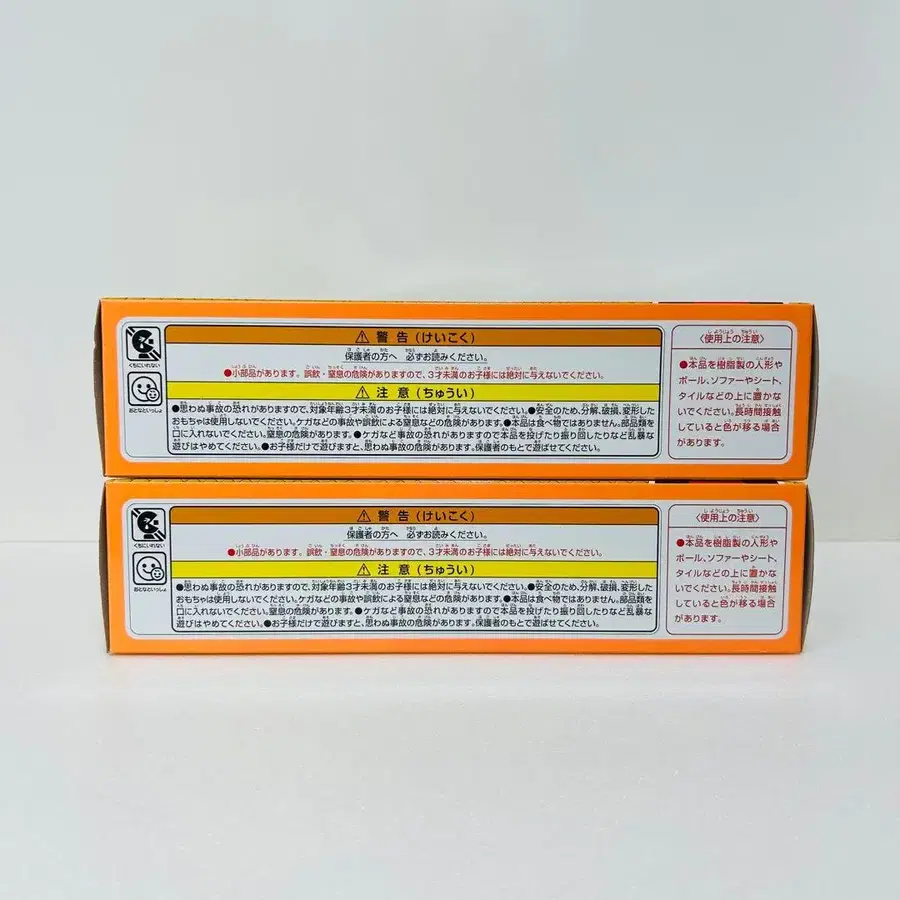 くちにいれない
おとなといっしょ
⚠ 警告(けいこく)
保護者の方へ 必ずお読みください。
●小部品があります。誤飲・窒息の危険がありますので、3才未満のお子様には絶対に与えないでください。
⚠ 注意(ちゅうい)
●思わぬ事故の恐れがありますので、対象年齢3才未満のお子様には絶対に与えないでください。●安全のため、分解、破損、変形した
おもちゃは使用しないでください。ケガなどの事故や誤飲による窒息などの危険があります。●本品は食べ物ではありません。部品類を
口に入れないでください。窒息の危険があります。●ケガなど事故の恐れがありますので本品を投げたり振り回したりなど乱暴な
遊びはやめてください。●お子様だけで遊びますと、思わぬ事故の危険があります。保護者のもとで遊ばせてください。
〈使用上の注意〉
●本品を樹脂製の人形や
ボール、ソファーやシート、
タイルなどの上に置かな
いでください。長時間接触
していると色が移る場合
があります。
くちにいれない
おとなといっしょ
⚠ 警告(けいこく)
保護者の方へ 必ずお読みください。
●小部品があります。誤飲・窒息の危険がありますので、3才未満のお子様には絶対に与えないでください。
⚠ 注意(ちゅうい)
●思わぬ事故の恐れがありますので、対象年齢3才未満のお子様には絶対に与えないでください。●安全のため、分解、破損、変形した
おもちゃは使用しないでください。ケガなどの事故や誤飲による窒息などの危険があります。●本品は食べ物ではありません。部品類を
口に入れないでください。窒息の危険があります。●ケガなど事故の恐れがありますので本品を投げたり振り回したりなど乱暴な
遊びはやめてください。●お子様だけで遊びますと、思わぬ事故の危険があります。保護者のもとで遊ばせてください。
〈使用上の注意〉
●本品を樹脂製の人形や
ボール、ソファーやシート、
タイルなどの上に置かな
いでください。長時間接触
していると色が移る場合
があります。